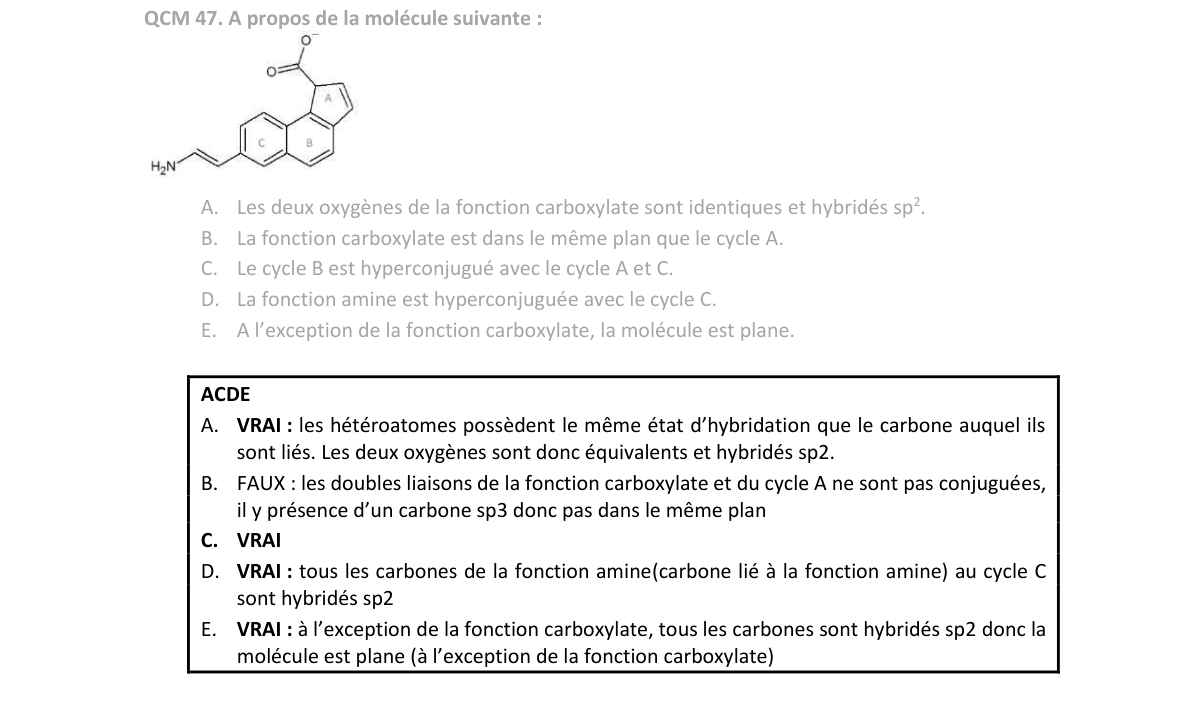 QCM 47. A propos de la molécule suivante :
O⁻
O
A
C
B
H₂N
A. Les deux oxygènes de la fonction carboxylate sont identiques et hybridés sp².
B. La fonction carboxylate est dans le même plan que le cycle A.
C. Le cycle B est hyperconjugué avec le cycle A et C.
D. La fonction amine est hyperconjuguée avec le cycle C.
E. A l’exception de la fonction carboxylate, la molécule est plane.
ACDE
A. VRAI : les hétéroatomes possèdent le même état d’hybridation que le carbone auquel ils
sont liés. Les deux oxygènes sont donc équivalents et hybridés sp2.
B. FAUX : les doubles liaisons de la fonction carboxylate et du cycle A ne sont pas conjuguées,
il y présence d’un carbone sp3 donc pas dans le même plan
C. VRAI
D. VRAI : tous les carbones de la fonction amine(carbone lié à la fonction amine) au cycle C
sont hybridés sp2
E. VRAI : à l’exception de la fonction carboxylate, tous les carbones sont hybridés sp2 donc la
molécule est plane (à l’exception de la fonction carboxylate)